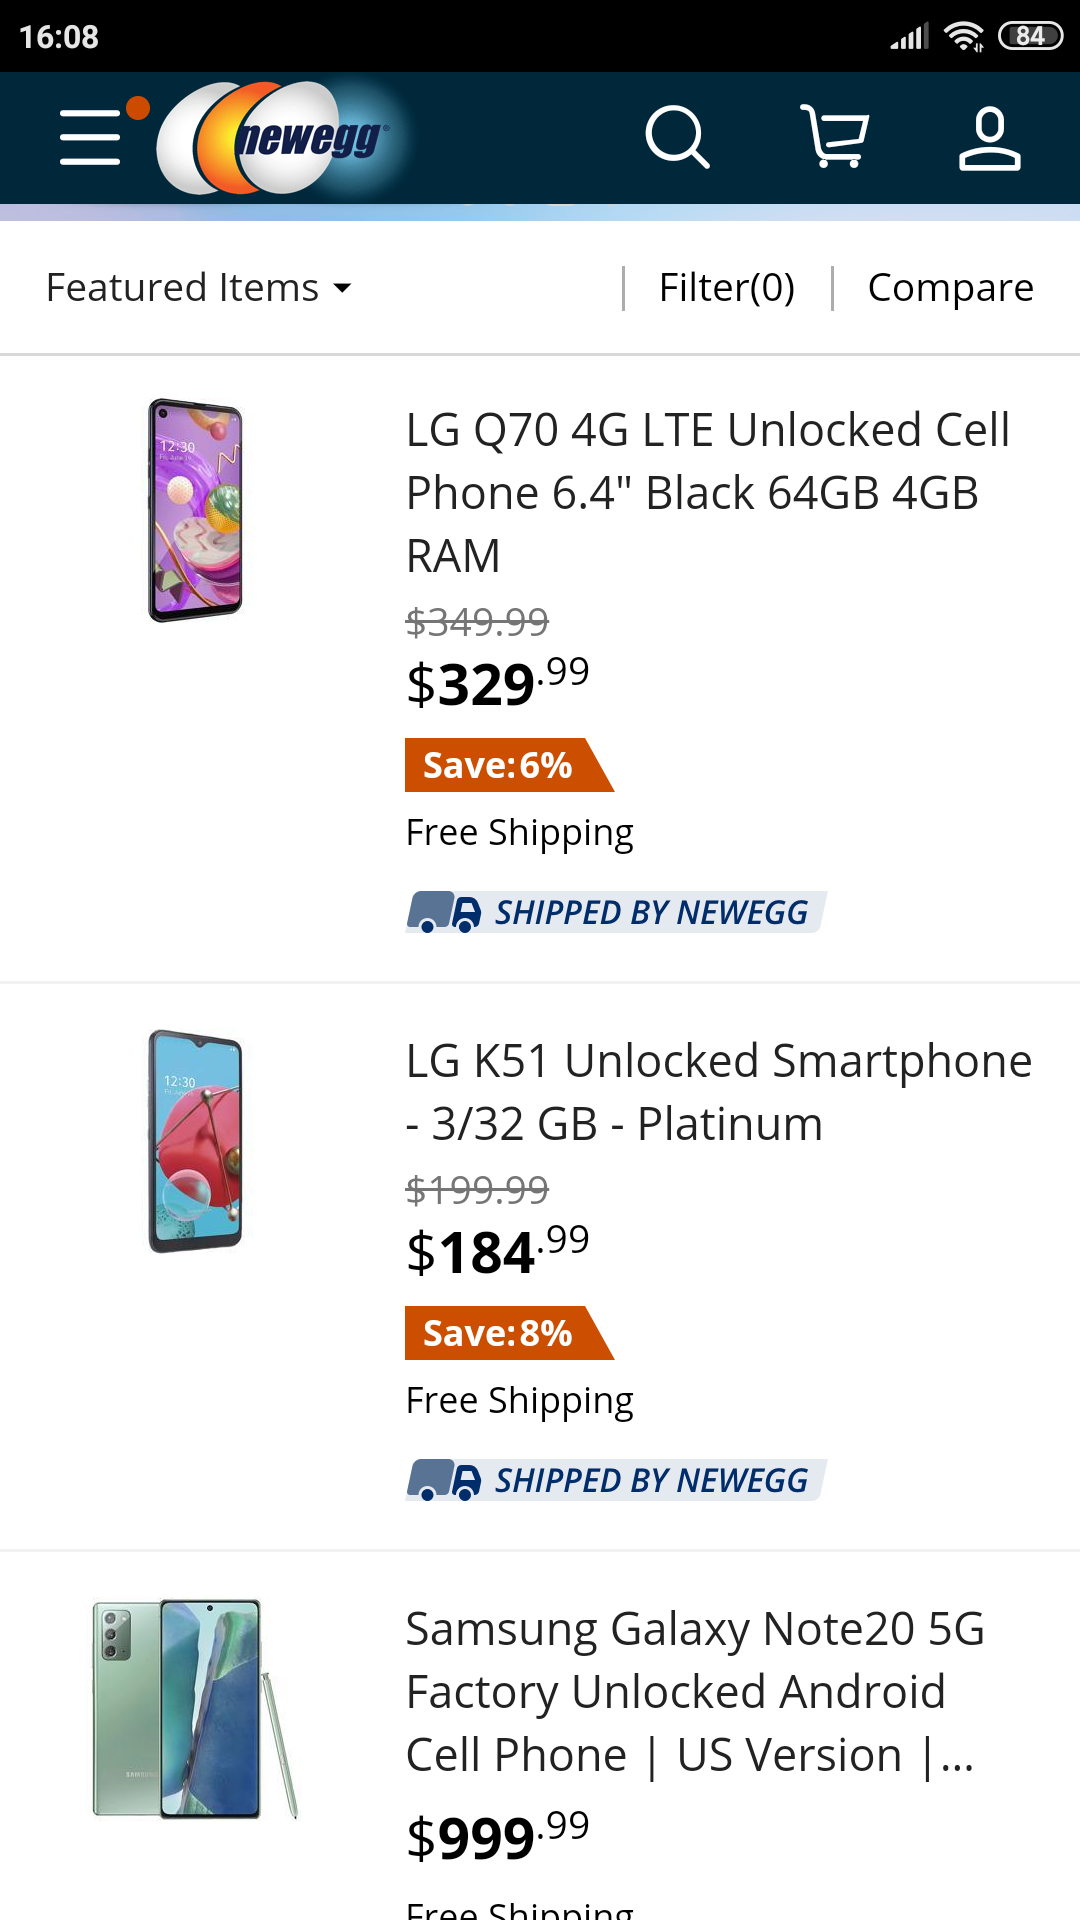 16:08
84
newegg
Featured Items
Filter(0)
Compare
12:30
LG Q70 4G LTE Unlocked Cell
Phone 6.4" Black 64GB 4GB
RAM
$349.99
$329.99
Save: 6%
Free Shipping
SHIPPED BY NEWEGG
12:30
LG K51 Unlocked Smartphone
- 3/32 GB - Platinum
$199.99
$184.99
Save: 8%
Free Shipping
SHIPPED BY NEWEGG
SAMSUNG
Samsung Galaxy Note20 5G
Factory Unlocked Android
Cell Phone | US Version |...
$999.99
Free Shipping